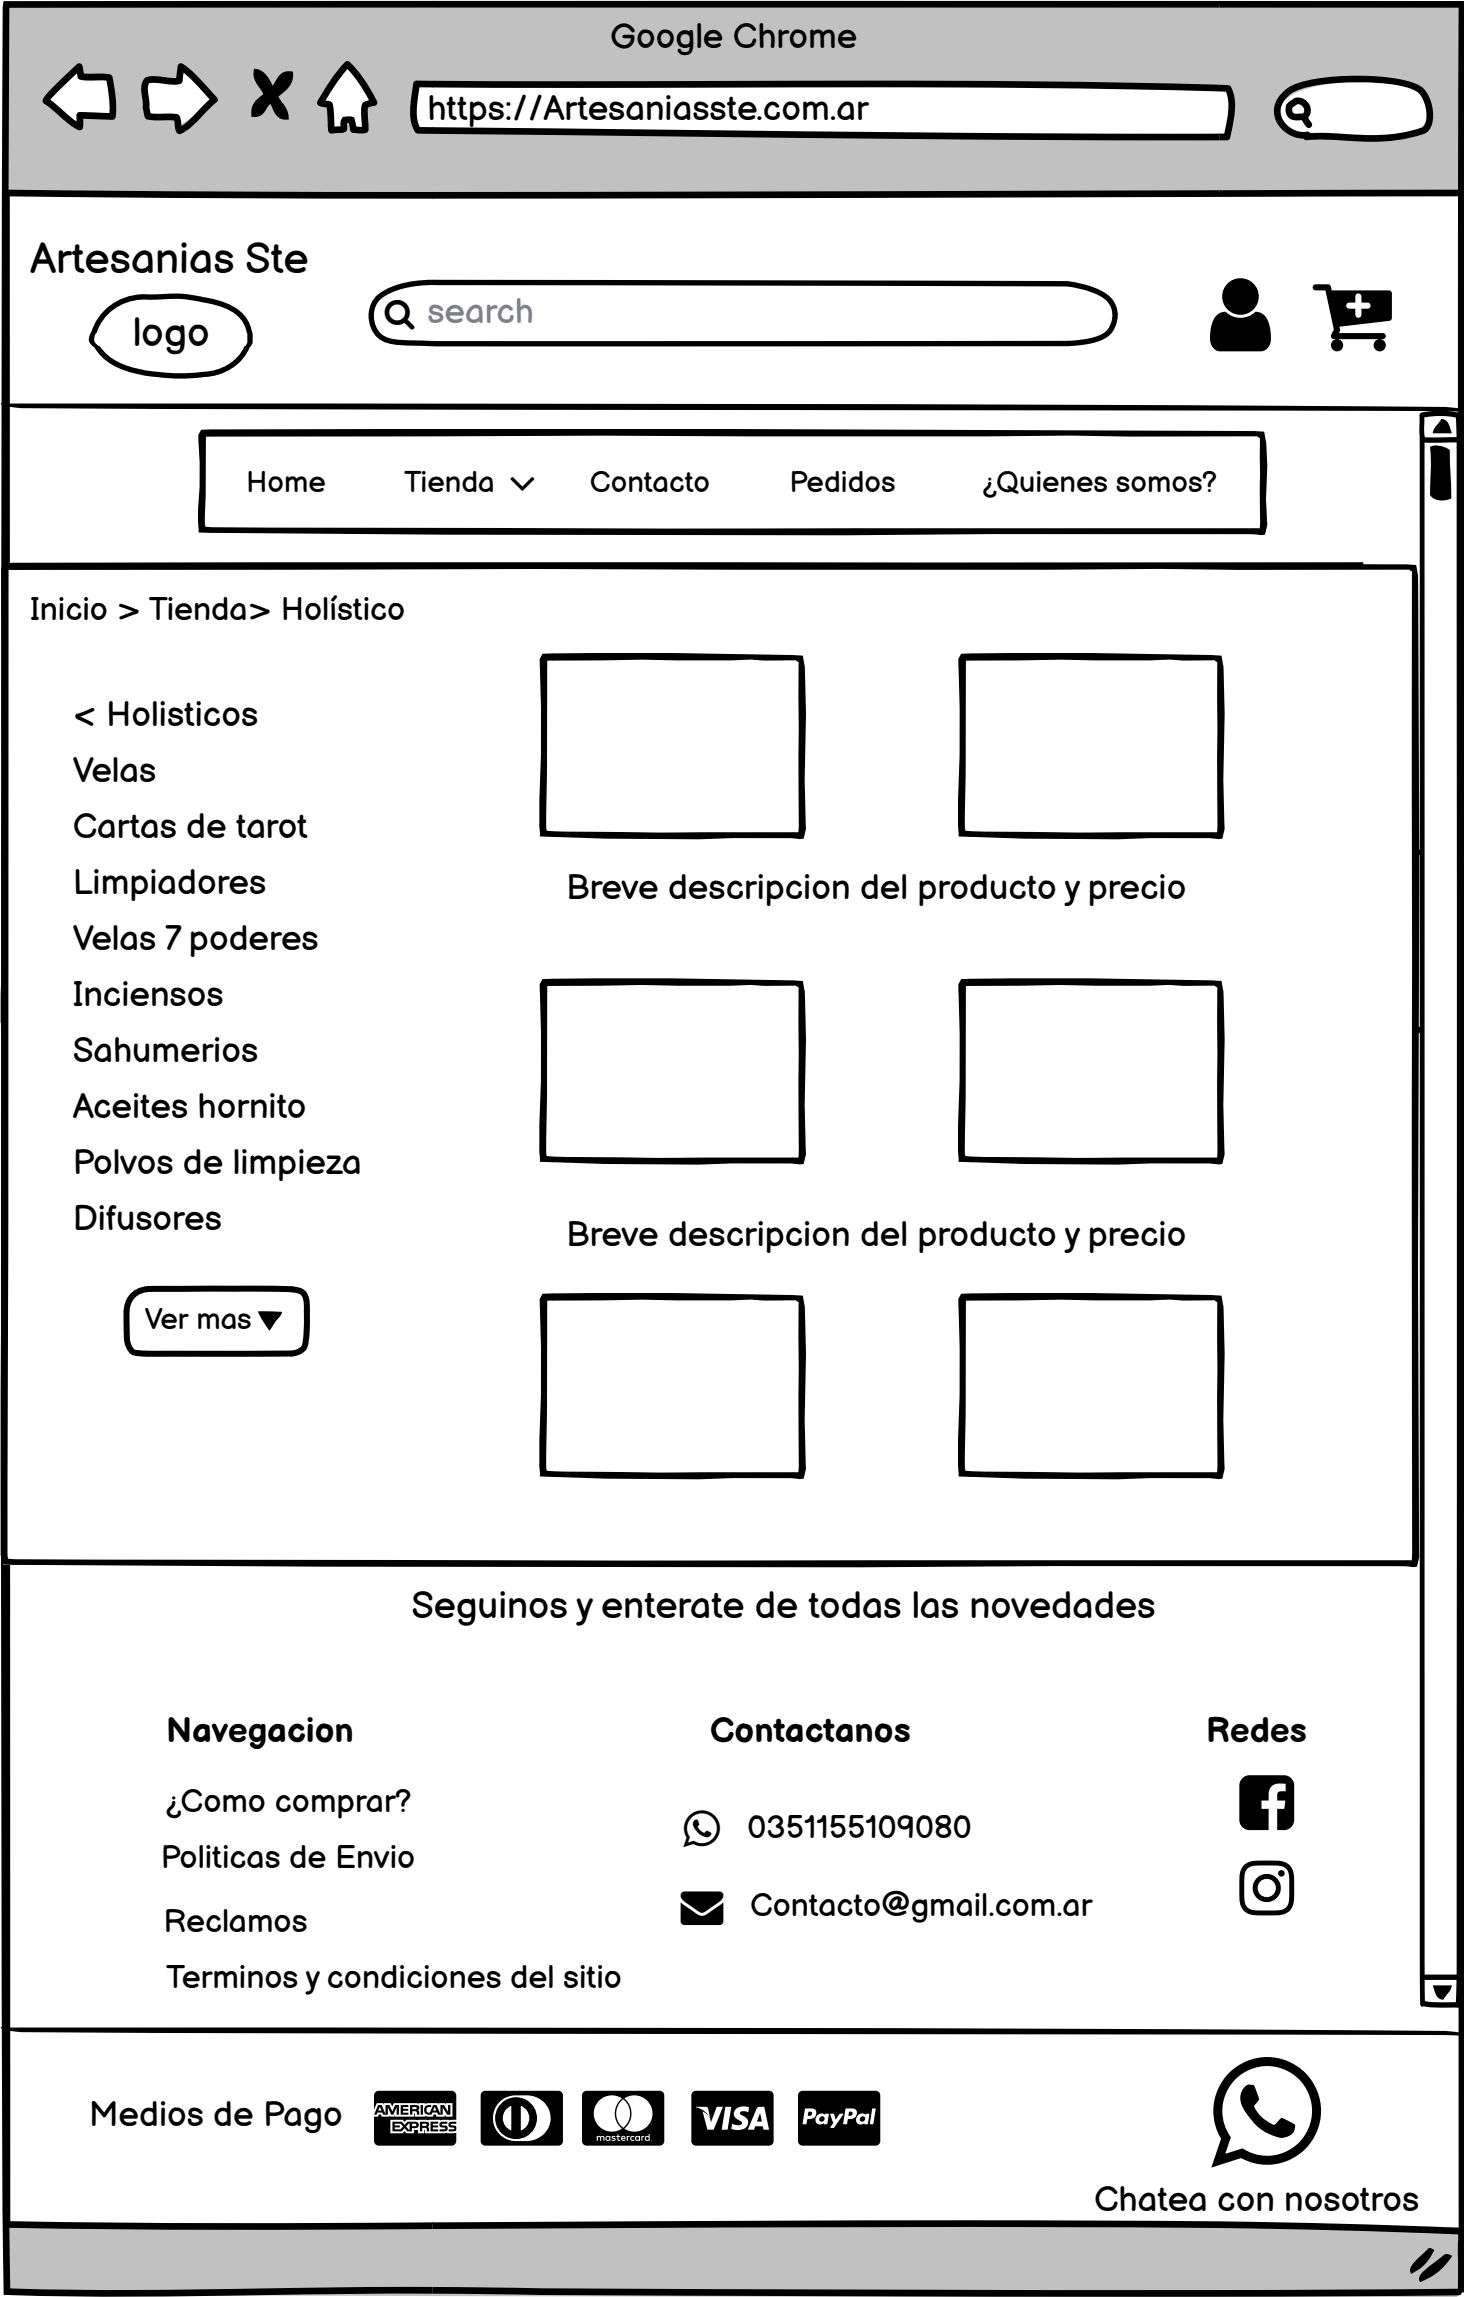 Google Chrome
https://Artesaniasste.com.ar
Artesanias Ste
logo
search
Home Tienda Contacto Pedidos ¿Quienes somos?
Inicio > Tienda> Holístico
< Holisticos
Velas
Cartas de tarot
Limpiadores
Velas 7 poderes
Inciensos
Sahumerios
Aceites hornito
Polvos de limpieza
Difusores
Ver mas
Breve descripcion del producto y precio
Breve descripcion del producto y precio
Seguinos y enterate de todas las novedades
Navegacion
¿Como comprar?
Politicas de Envio
Reclamos
Terminos y condiciones del sitio
Contactanos
0351155109080
Contacto@gmail.com.ar
Redes
Medios de Pago
AMERICAN
EXPRESS
mastercard.
VISA
PayPal
Chatea con nosotros